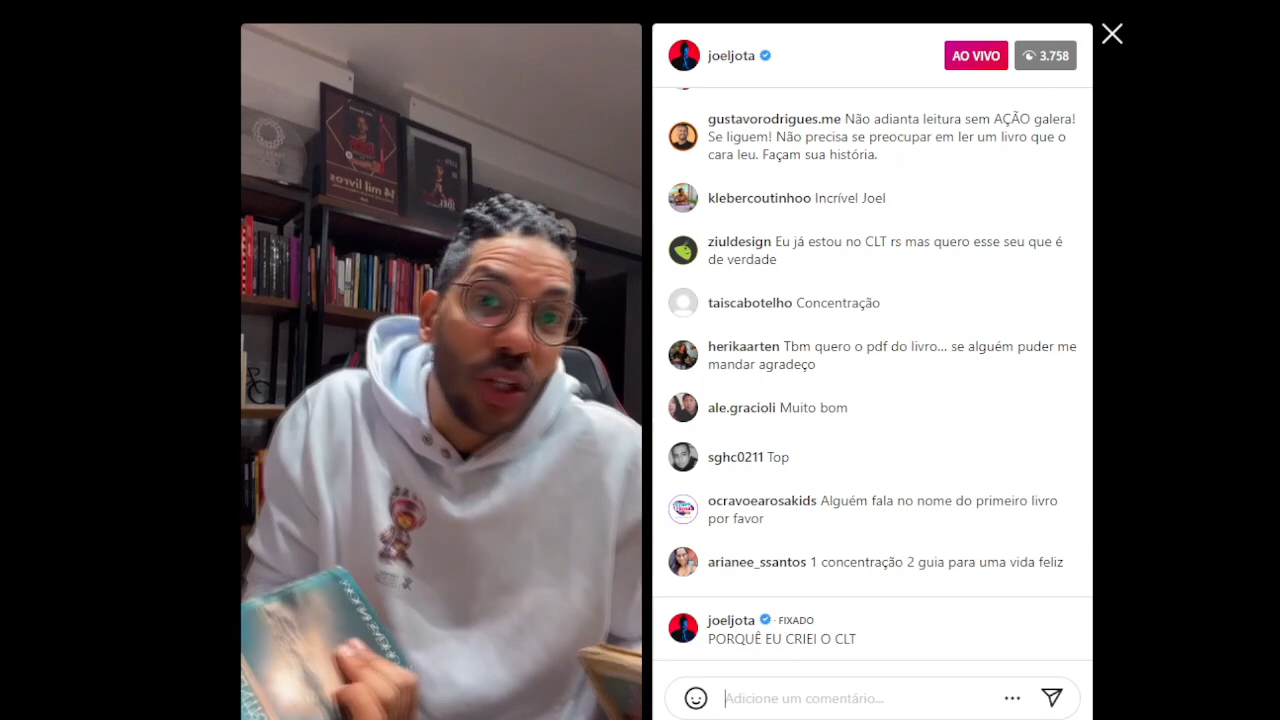 joeljota
AO VIVO
3.758
gustavorodrigues.me Não adianta leitura sem AÇÃO galera!
Se liguem! Não precisa se preocupar em ler um livro que o
cara leu. Façam sua história.
klebercoutinhoo Incrível Joel
ziuldesign Eu já estou no CLT rs mas quero esse seu que é
de verdade
taiscabotelho Concentração
herikaarten Tbm quero o pdf do livro... se alguém puder me
mandar agradeço
ale.gracioli Muito bom
sghc0211 Top
ocravoearosakids Alguém fala no nome do primeiro livro
por favor
arianee_ssantos 1 concentração 2 guia para uma vida feliz
joeljota · FIXADO
PORQUÊ EU CRIEI O CLT
Adicione um comentário...
14 mil livros